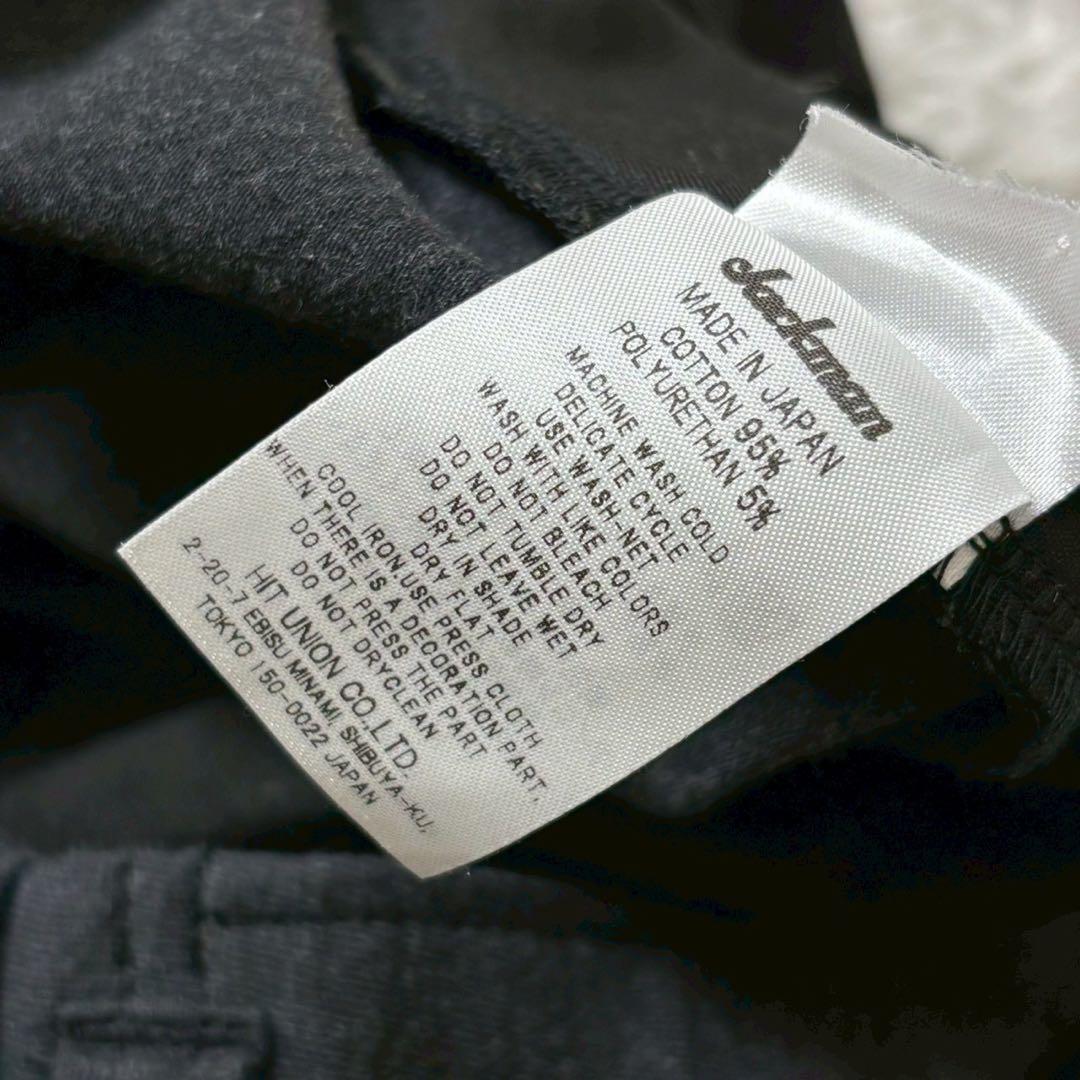 Jackman
MADE IN JAPAN
COTTON 95%
POLYURETHAN 5%
MACHINE WASH COLD
DELICATE CYCLE
USE WASH-NET
WASH WITH LIKE COLORS
DO NOT BLEACH
DO NOT TUMBLE DRY
DO NOT LEAVE WET
DRY IN SHADE
DRY FLAT
COOL IRON USE PRESS CLOTH
WHEN THERE IS A DECORATION PART,
DO NOT PRESS THE PART
DO NOT DRYCLEAN
HIT UNION CO.,LTD.
2-20-7 EBISU MINAMI, SHIBUYA-KU,
TOKYO 150-0022 JAPAN